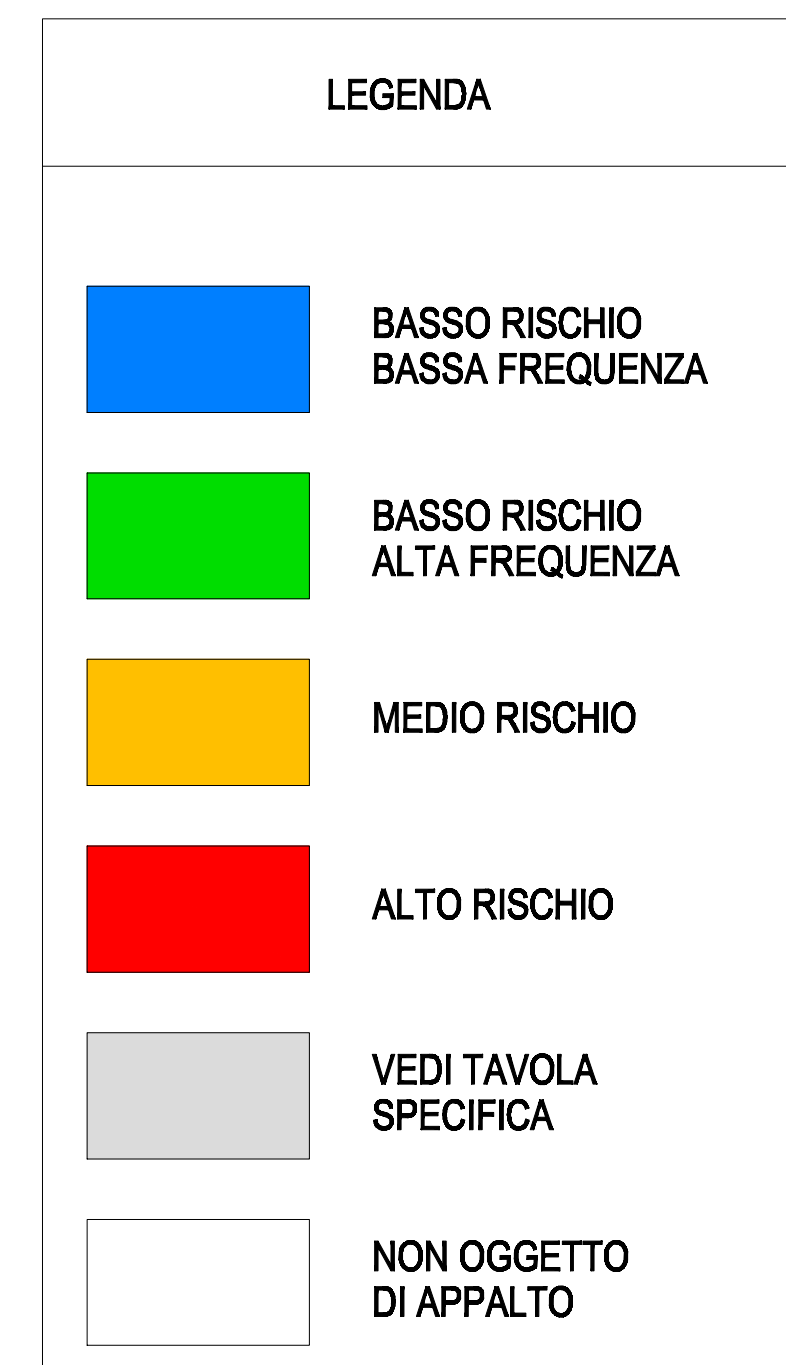 LEGENDA
BASSO RISCHIO
BASSA FREQUENZA
BASSO RISCHIO
ALTA FREQUENZA
MEDIO RISCHIO
ALTO RISCHIO
VEDI TAVOLA
SPECIFICA
NON OGGETTO
DI APPALTO